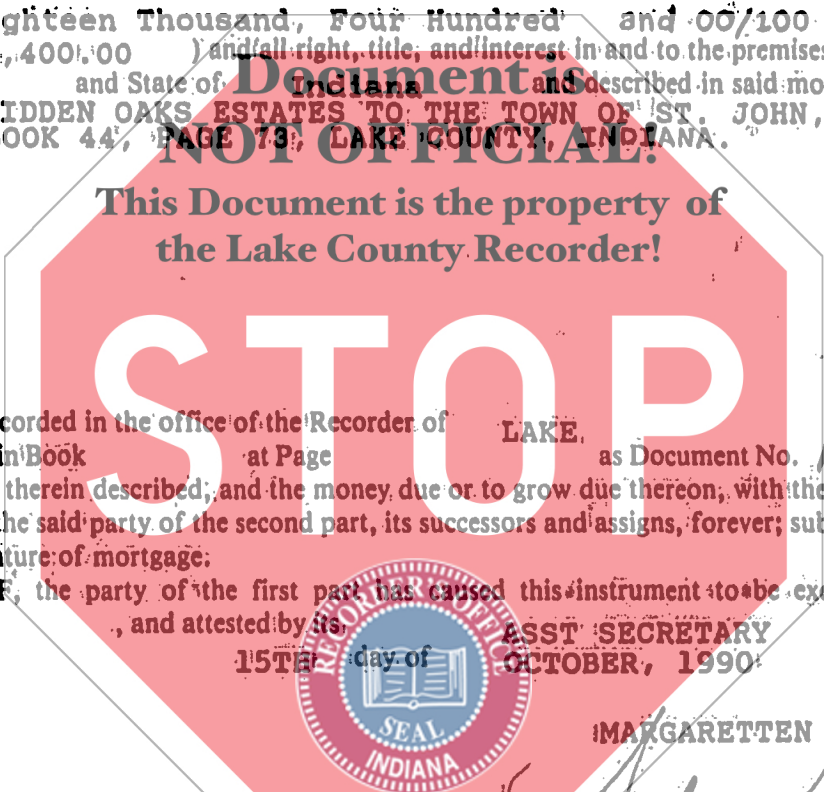 ghteen Thousand, Four Hundred and 00/100
,400.00 ) and all right, title, and interest in and to the premises
Document is
and State of Indiana and described in said mo
IDDEN OAKS ESTATES TO THE TOWN OF ST. JOHN,
OOK 44, PAGE 73, LAKE COUNTY, INDIANA.
NOT OFFICIAL!
This Document is the property of
the Lake County Recorder!
STOP
corded in the office of the Recorder of LAKE
in Book at Page as Document No.
therein described, and the money due or to grow due thereon, with the
he said party of the second part, its successors and assigns, forever; sub
ture of mortgage.
F, the party of the first part has caused this instrument to be exe
, and attested by its ASST SECRETARY
15TH day of OCTOBER, 1990
MARGARETTEN
RECORDER'S OFFICE
SEAL
INDIANA